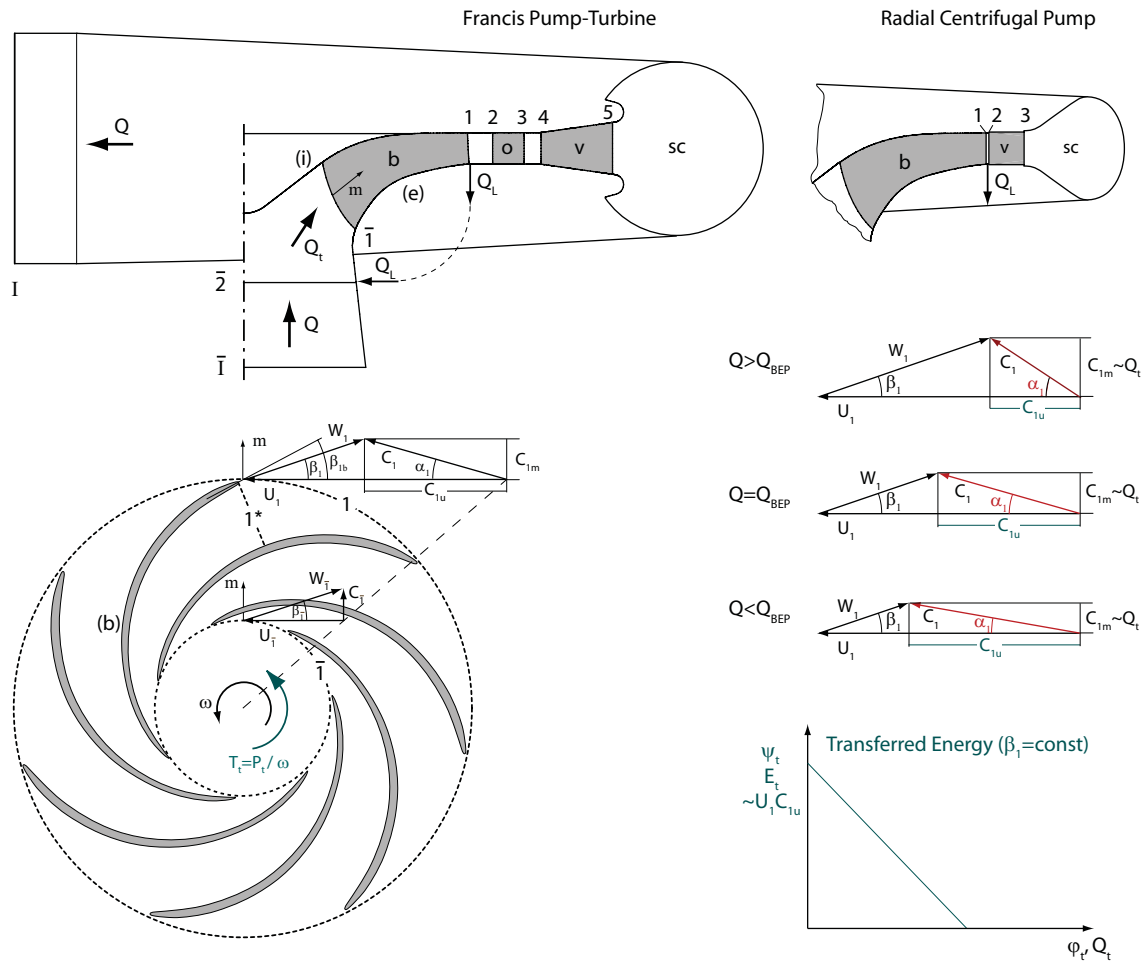 Francis Pump-Turbine
Radial Centrifugal Pump
1 2 3 4 5
Q
(i)
b
o
v
sc
m
(e)
Q_L
Q_t
1̅
Q_L
2̅
Q
I
I̅
1 2 3
b
v
sc
Q_L
Q>Q_BEP
W_1
C_1
C_1m~Q_t
β_1
α_1
U_1
C_1u
Q=Q_BEP
W_1
C_1
C_1m~Q_t
β_1
α_1
U_1
C_1u
Q<Q_BEP
W_1
C_1
C_1m~Q_t
β_1
α_1
U_1
C_1u
m
W_1
β_1
β_1b
C_1
α_1
C_1m
U_1
C_1u
1*
1
m
W_1̅
C_1̅
β_1̅
U_1̅
(b)
1̅
ω
T_t=P_t / ω
ψ_t
E_t
~U_1C_1u
Transferred Energy (β_1=const)
φ_t, Q_t